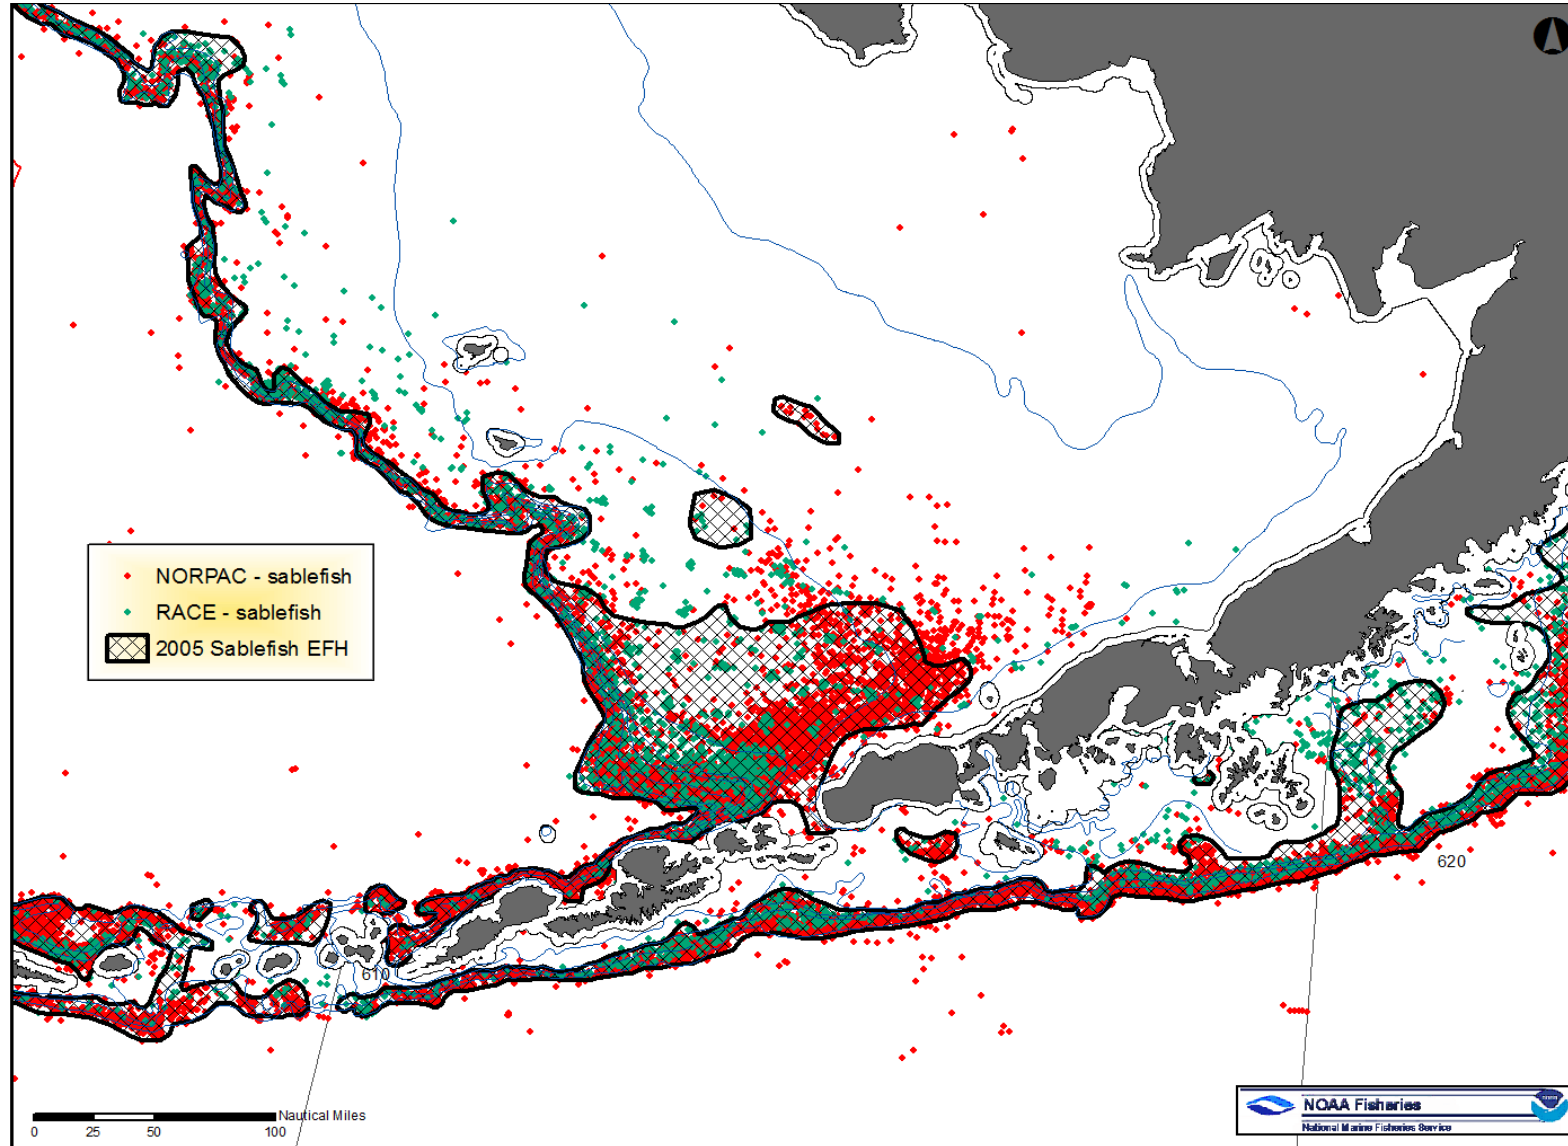 NORPAC - sablefish
RACE - sablefish
2005 Sablefish EFH
620
610
Nautical Miles
0 25 50 100
NOAA Fisheries
National Marine Fisheries Service